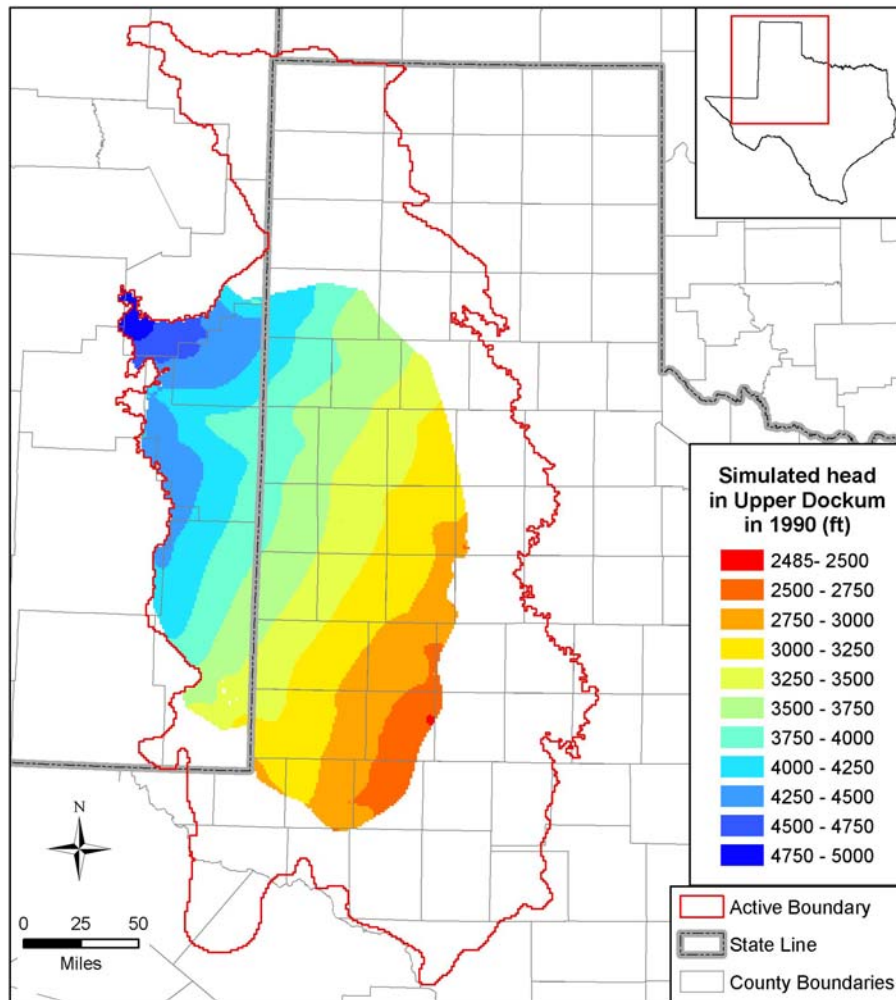 Simulated head
in Upper Dockum
in 1990 (ft)
2485- 2500
2500 - 2750
2750 - 3000
3000 - 3250
3250 - 3500
3500 - 3750
3750 - 4000
4000 - 4250
4250 - 4500
4500 - 4750
4750 - 5000
N
0 25 50
Miles
Active Boundary
State Line
County Boundaries